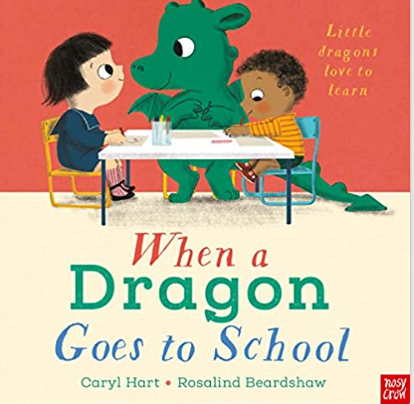 Little
dragons
love to
learn
When a
Dragon
Goes to School
Caryl Hart • Rosalind Beardshaw
nosy
crow